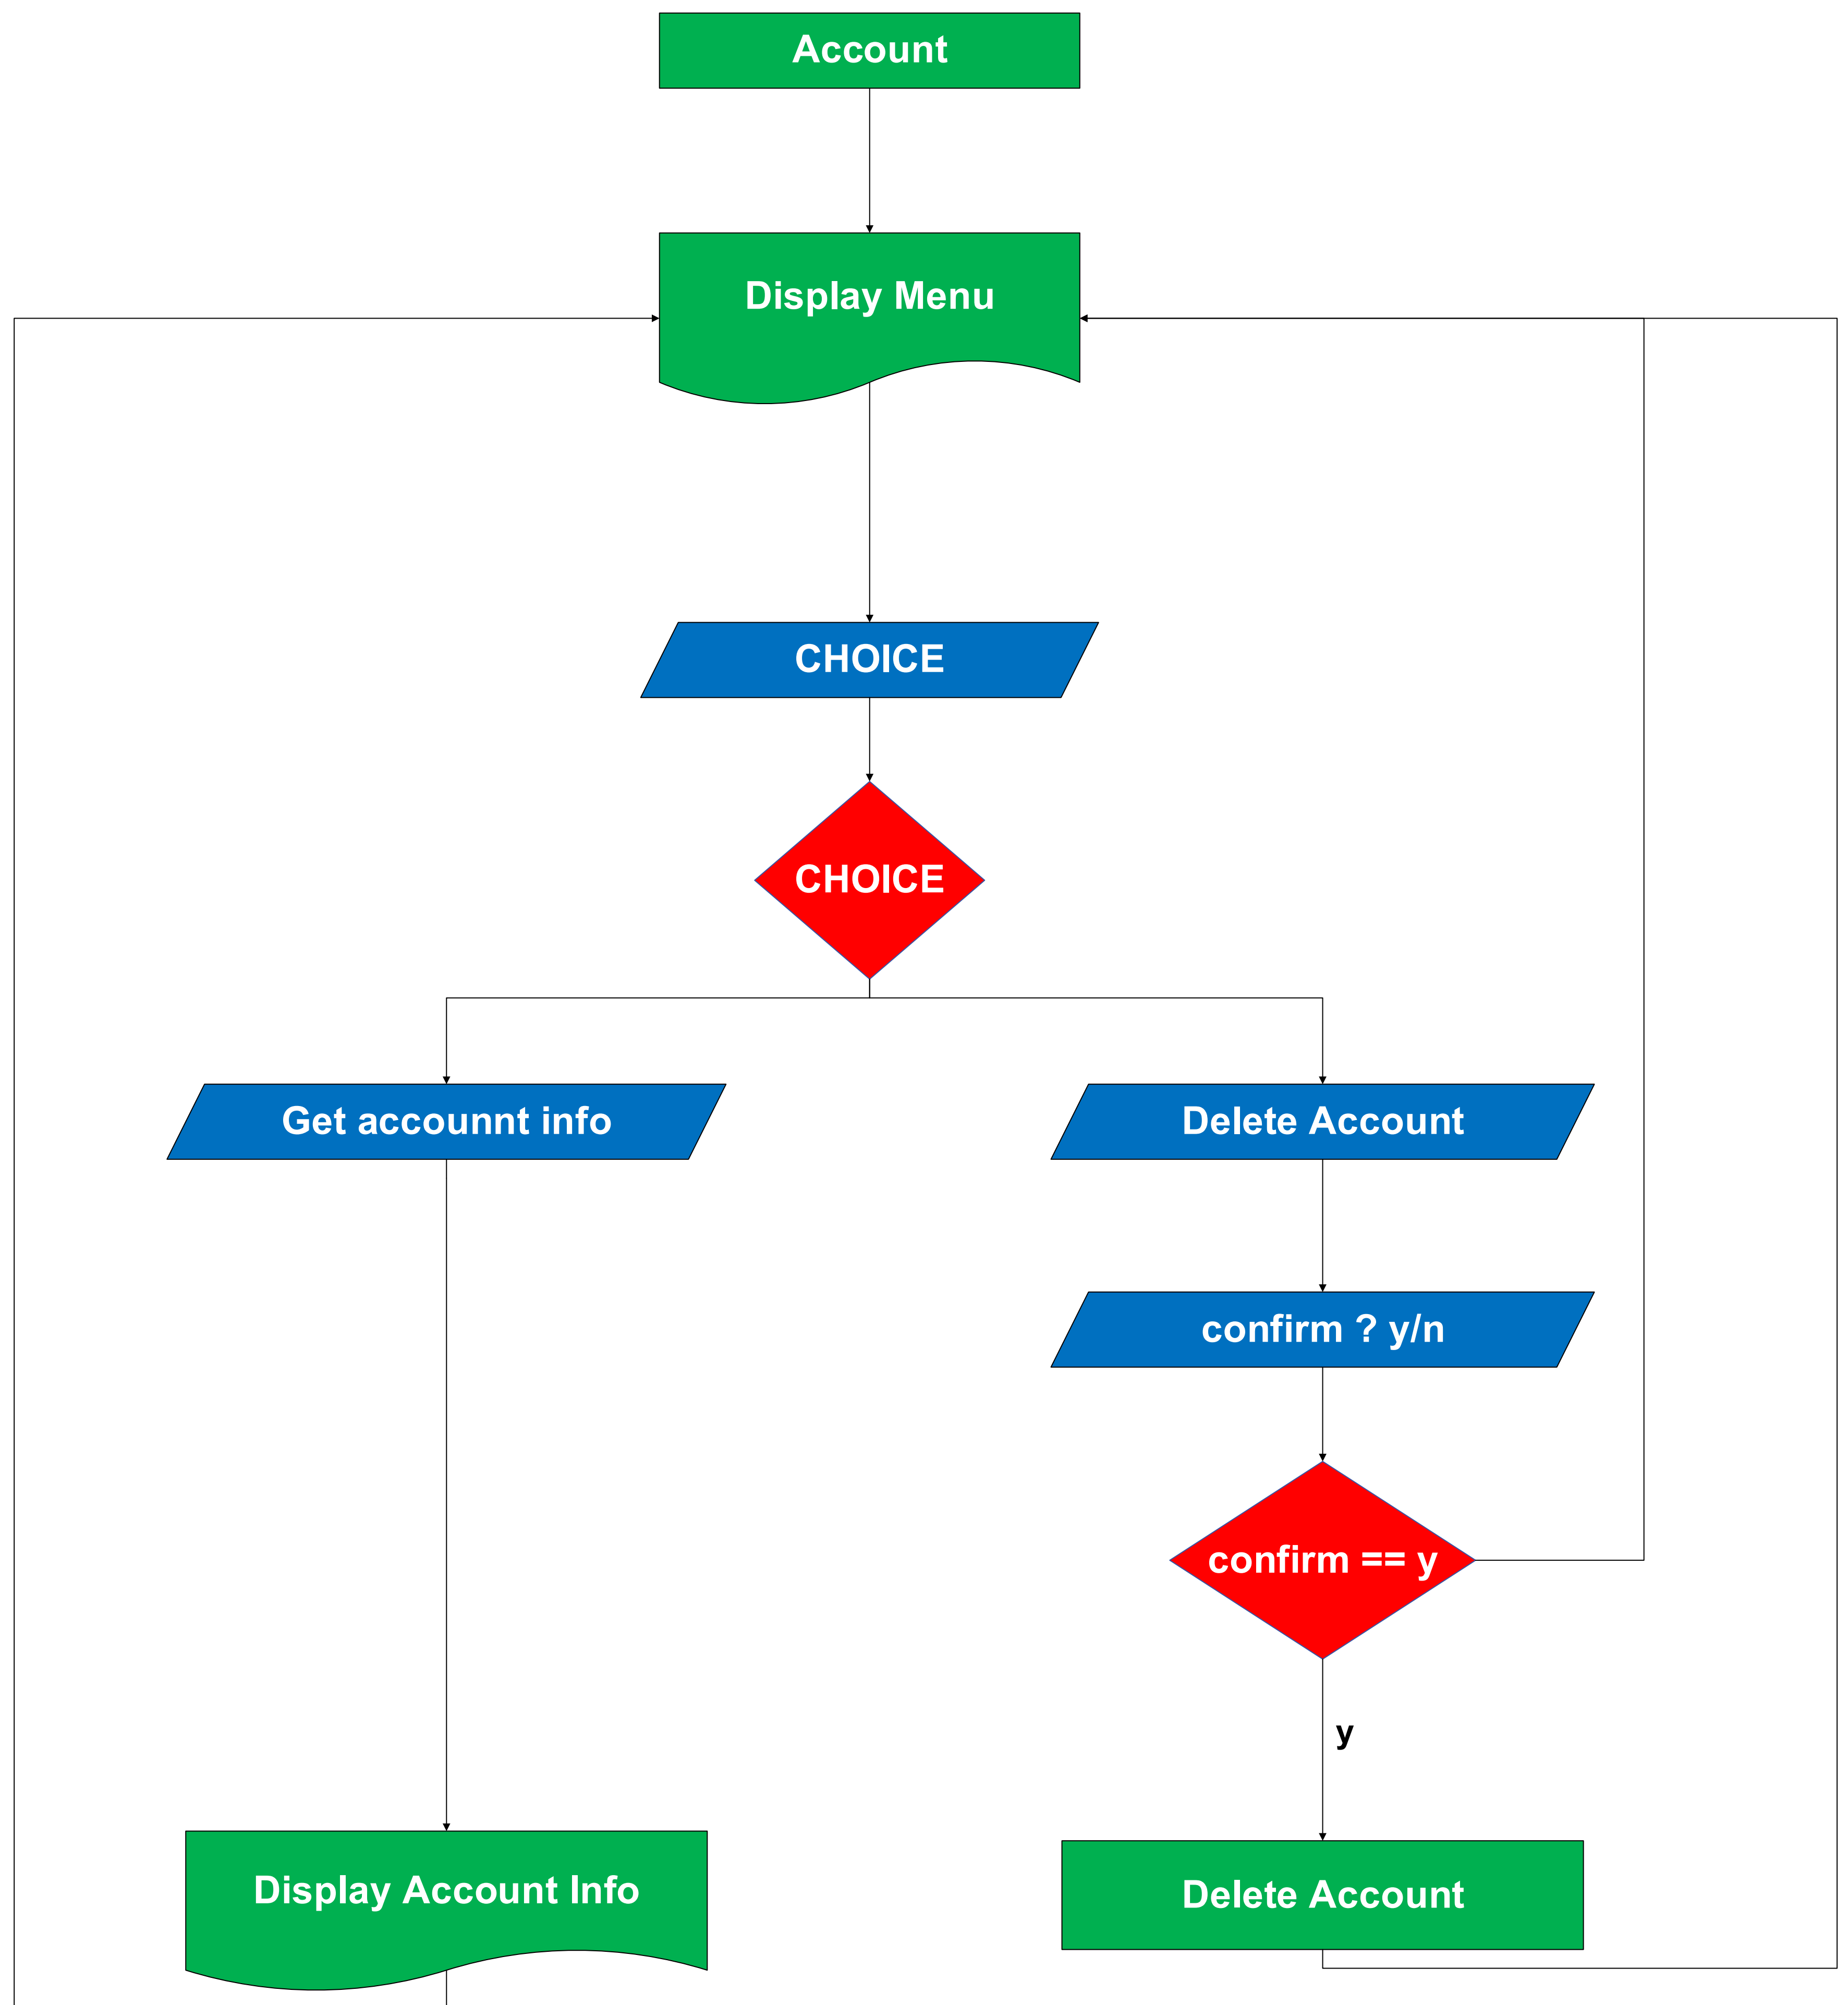 Account
Display Menu
CHOICE
CHOICE
Get accounnt info
Delete Account
confirm ? y/n
confirm == y
y
Display Account Info
Delete Account